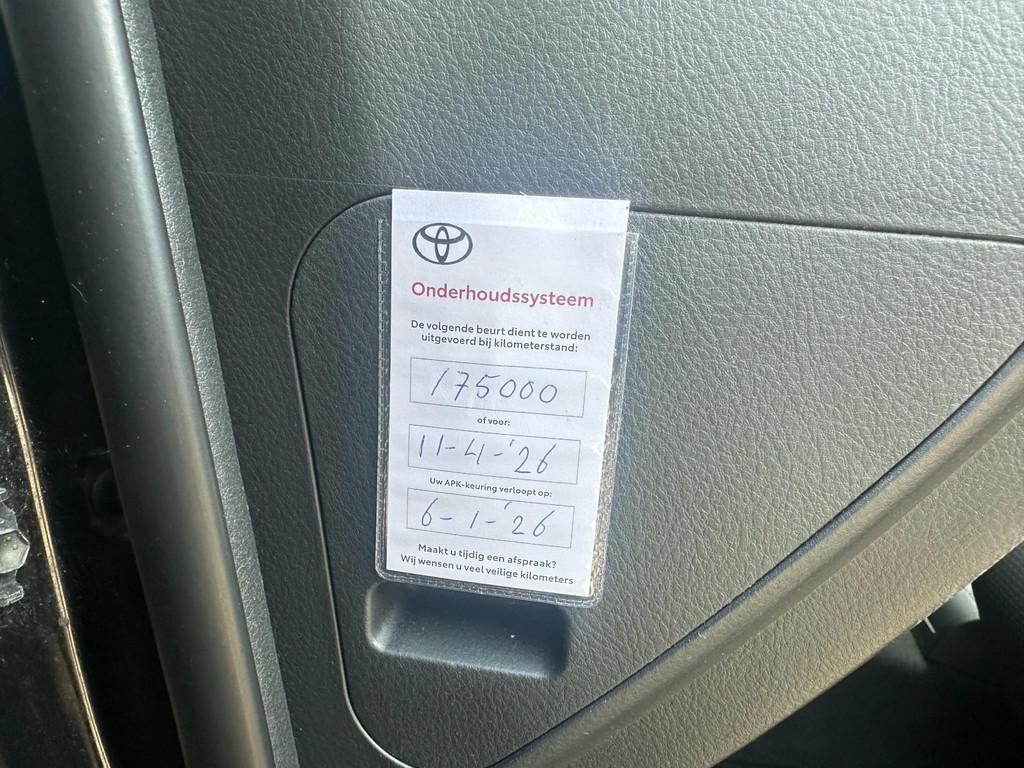 Onderhoudssysteem
De volgende beurt dient te worden
uitgevoerd bij kilometerstand:
175000
of voor:
11-4-'26
Uw APK-keuring verloopt op:
6-1-'26
Maakt u tijdig een afspraak?
Wij wensen u veel veilige kilometers